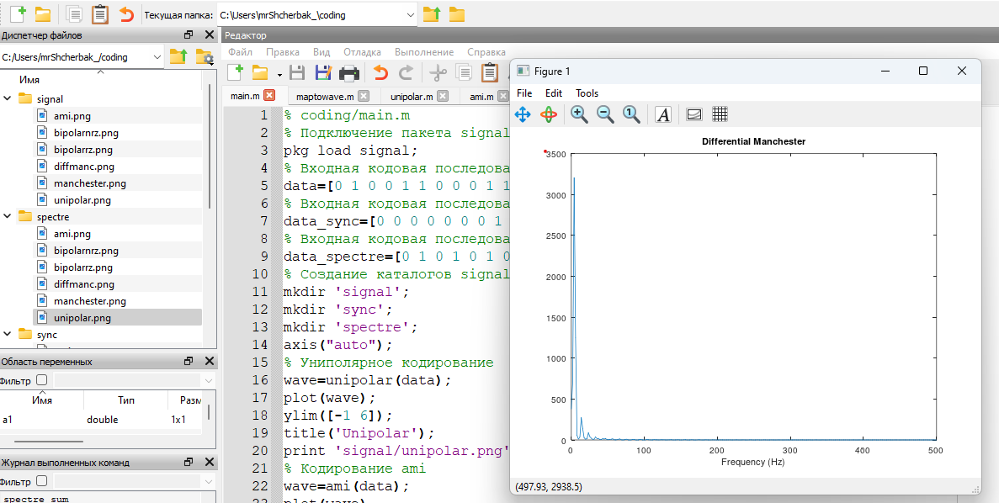 Текущая папка: C:\Users\mrShcherbak_\coding
Диспетчер файлов
C:/Users/mrShcherbak_/coding
Имя
signal
ami.png
bipolarnrz.png
bipolarrz.png
diffmanc.png
manchester.png
unipolar.png
spectre
ami.png
bipolarnrz.png
bipolarrz.png
diffmanc.png
manchester.png
unipolar.png
sync
Область переменных
Фильтр
Имя Тип Разм
a1 double 1x1
Журнал выполненных команд
Фильтр
spectre_sum
Редактор
Файл Правка Вид Отладка Выполнение Справка
main.m maptowave.m unipolar.m ami.m
1 % coding/main.m
2 % Подключение пакета signal
3 pkg load signal;
4 % Входная кодовая последова
5 data=[0 1 0 0 1 1 0 0 0 1 1
6 % Входная кодовая последова
7 data_sync=[0 0 0 0 0 0 0 1
8 % Входная кодовая последова
9 data_spectre=[0 1 0 1 0 1 0
10 % Создание каталогов signal
11 mkdir 'signal';
12 mkdir 'sync';
13 mkdir 'spectre';
14 axis("auto");
15 % Униполярное кодирование
16 wave=unipolar(data);
17 plot(wave);
18 ylim([-1 6]);
19 title('Unipolar');
20 print 'signal/unipolar.png'
21 % Кодирование ami
22 wave=ami(data);
23 plot(wave)
Figure 1
File Edit Tools
Differential Manchester
3500
3000
2500
2000
1500
1000
500
0
0 100 200 300 400 500
Frequency (Hz)
(497.93, 2938.5)